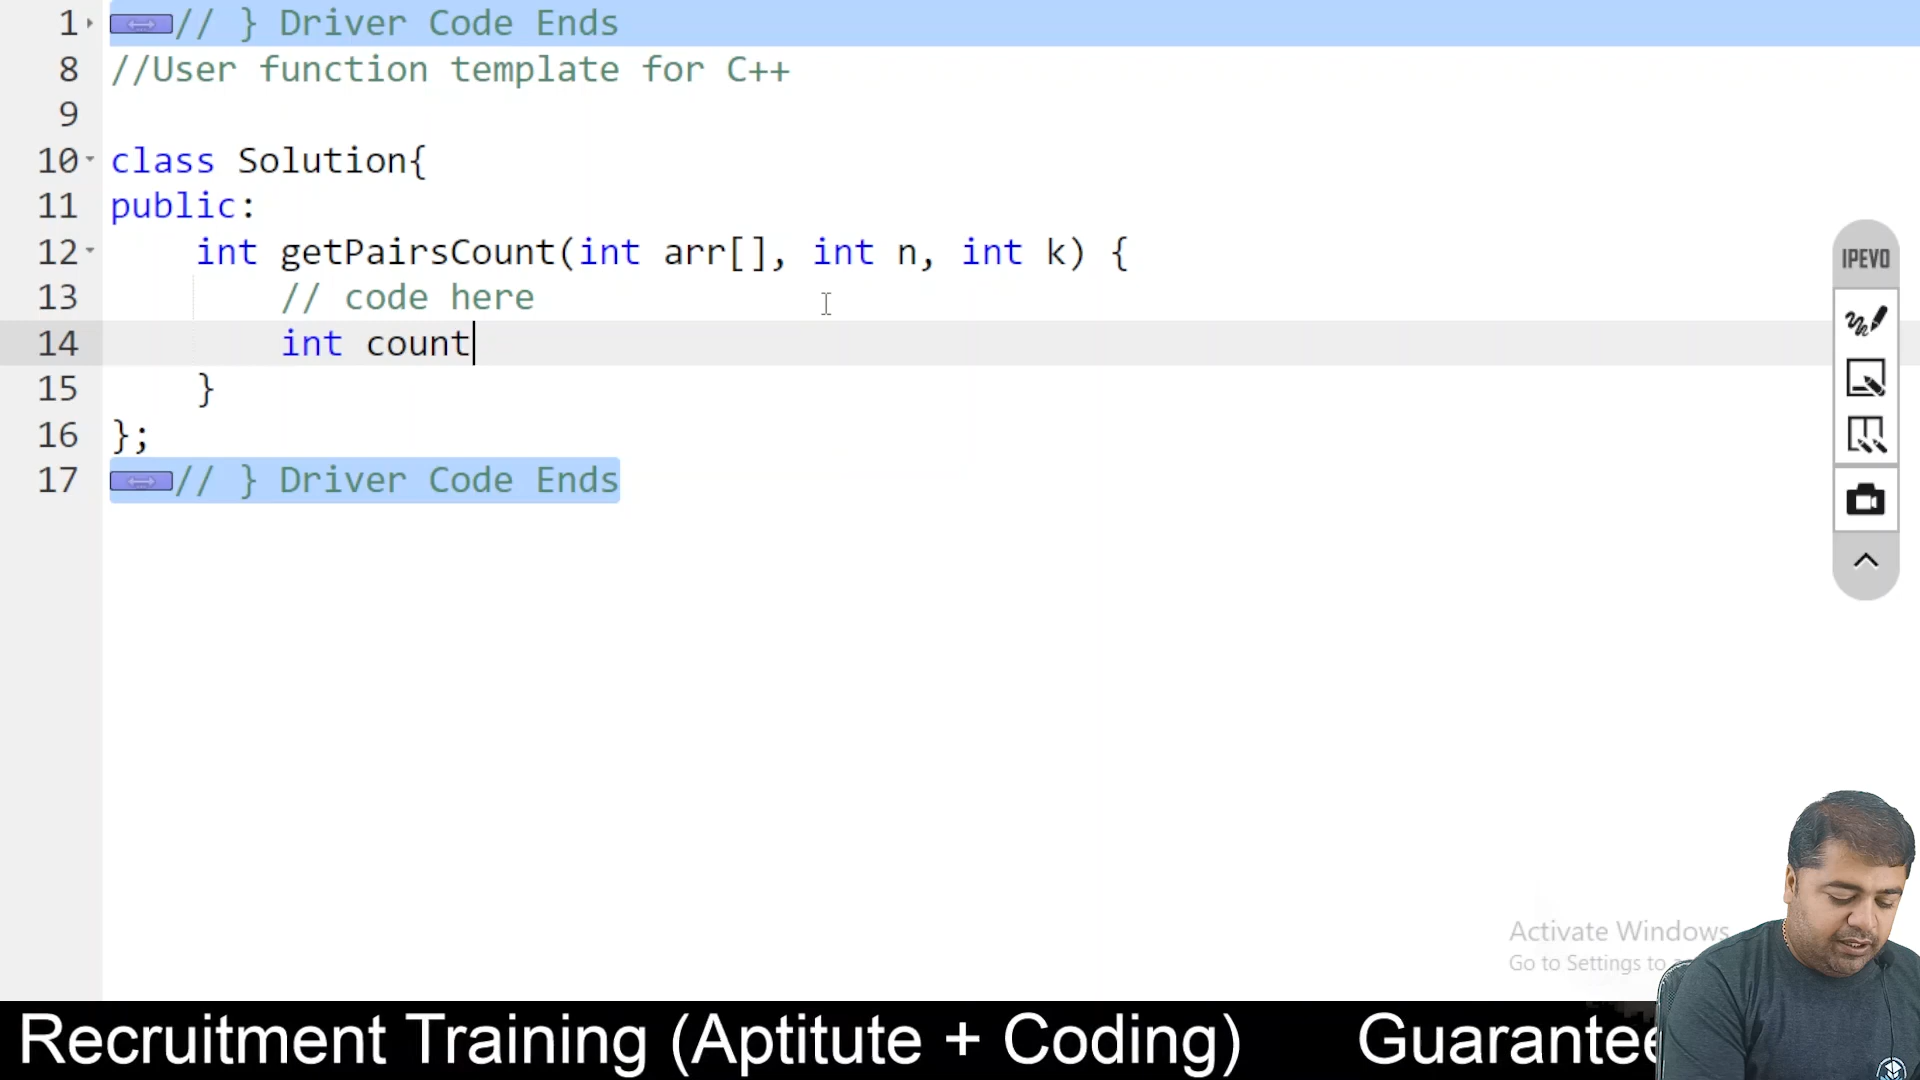 1 // } Driver Code Ends
8 //User function template for C++
9
10 class Solution{
11 public:
12     int getPairsCount(int arr[], int n, int k) {
13         // code here
14         int count
15     }
16 };
17 // } Driver Code Ends
IPEVO
Activate Windows
Go to Settings to
Recruitment Training (Aptitute + Coding) Guarantee